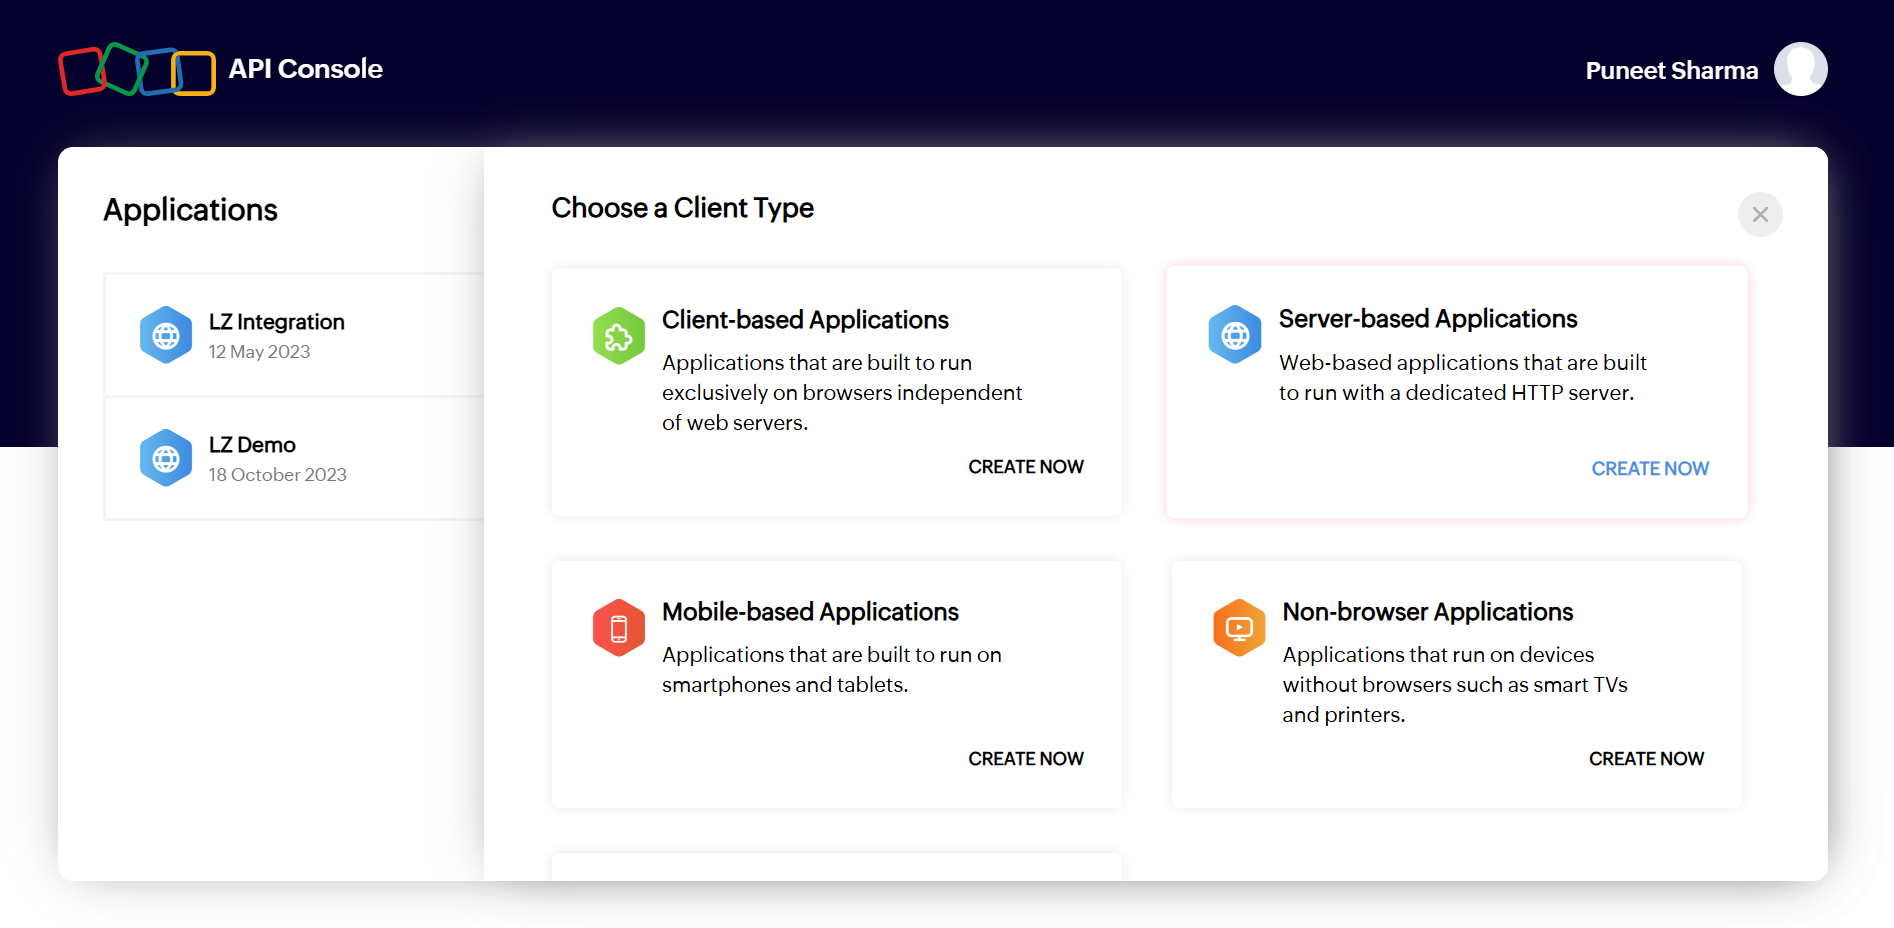 API Console
Puneet Sharma
Applications
LZ Integration
12 May 2023
LZ Demo
18 October 2023
Choose a Client Type
Client-based Applications
Applications that are built to run
exclusively on browsers independent
of web servers.
CREATE NOW
Server-based Applications
Web-based applications that are built
to run with a dedicated HTTP server.
CREATE NOW
Mobile-based Applications
Applications that are built to run on
smartphones and tablets.
CREATE NOW
Non-browser Applications
Applications that run on devices
without browsers such as smart TVs
and printers.
CREATE NOW